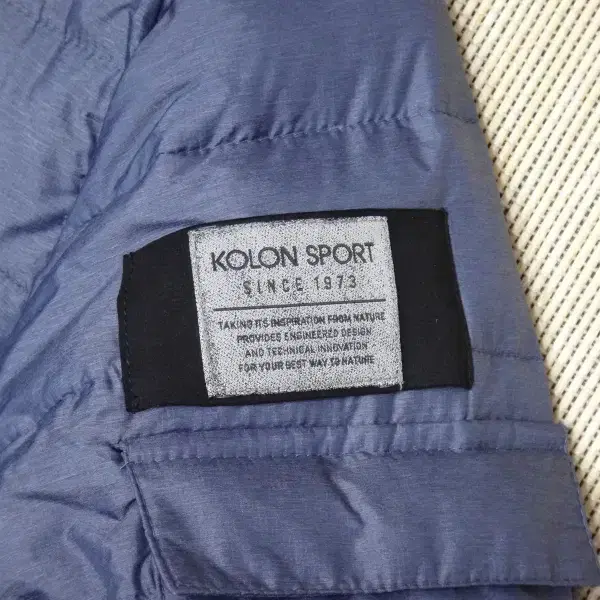 KOLON SPORT
SINCE 1973
TAKING ITS INSPIRATION FROM NATURE
PROVIDES ENGINEERED DESIGN
AND TECHNICAL INNOVATION
FOR YOUR BEST WAY TO NATURE